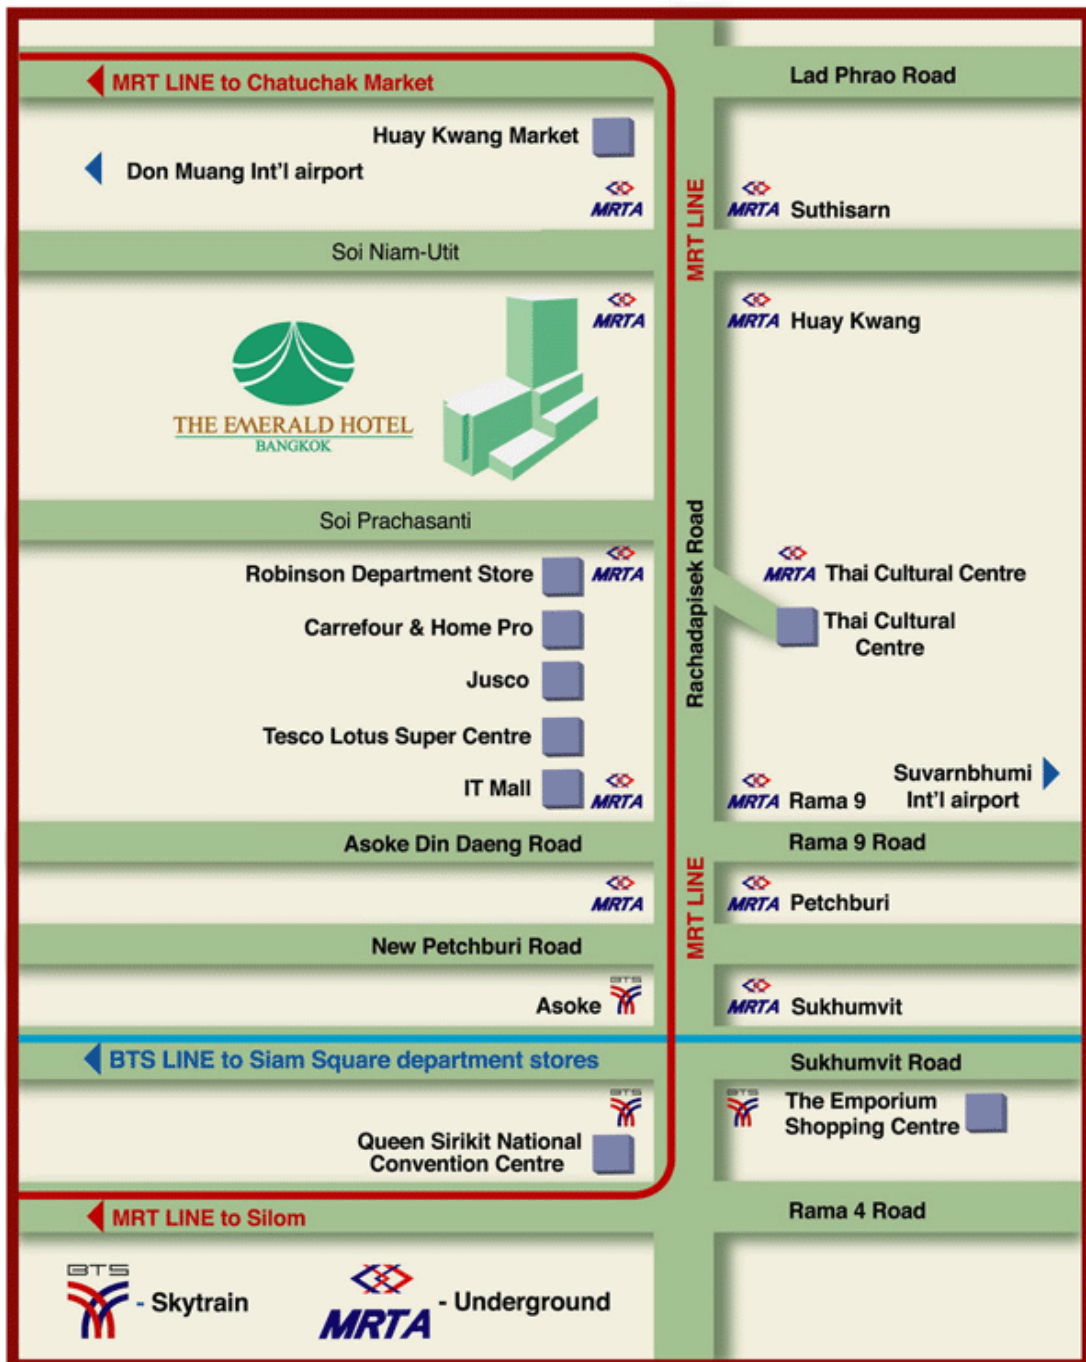 MRT LINE to Chatuchak Market
Lad Phrao Road
Huay Kwang Market
Don Muang Int'l airport
MRTA
MRTA Suthisarn
MRT LINE
Soi Niam-Utit
MRTA
MRTA Huay Kwang
THE EMERALD HOTEL
BANGKOK
Soi Prachasanti
Rachadapisek Road
Robinson Department Store
MRTA
MRTA Thai Cultural Centre
Carrefour & Home Pro
Thai Cultural
Centre
Jusco
Tesco Lotus Super Centre
IT Mall
MRTA
MRTA Rama 9
Suvarnbhumi
Int'l airport
Asoke Din Daeng Road
Rama 9 Road
MRT LINE
MRTA
MRTA Petchburi
New Petchburi Road
Asoke
BTS
MRTA Sukhumvit
BTS LINE to Siam Square department stores
Sukhumvit Road
BTS
BTS
The Emporium
Shopping Centre
Queen Sirikit National
Convention Centre
MRT LINE to Silom
Rama 4 Road
BTS
- Skytrain
MRTA
- Underground